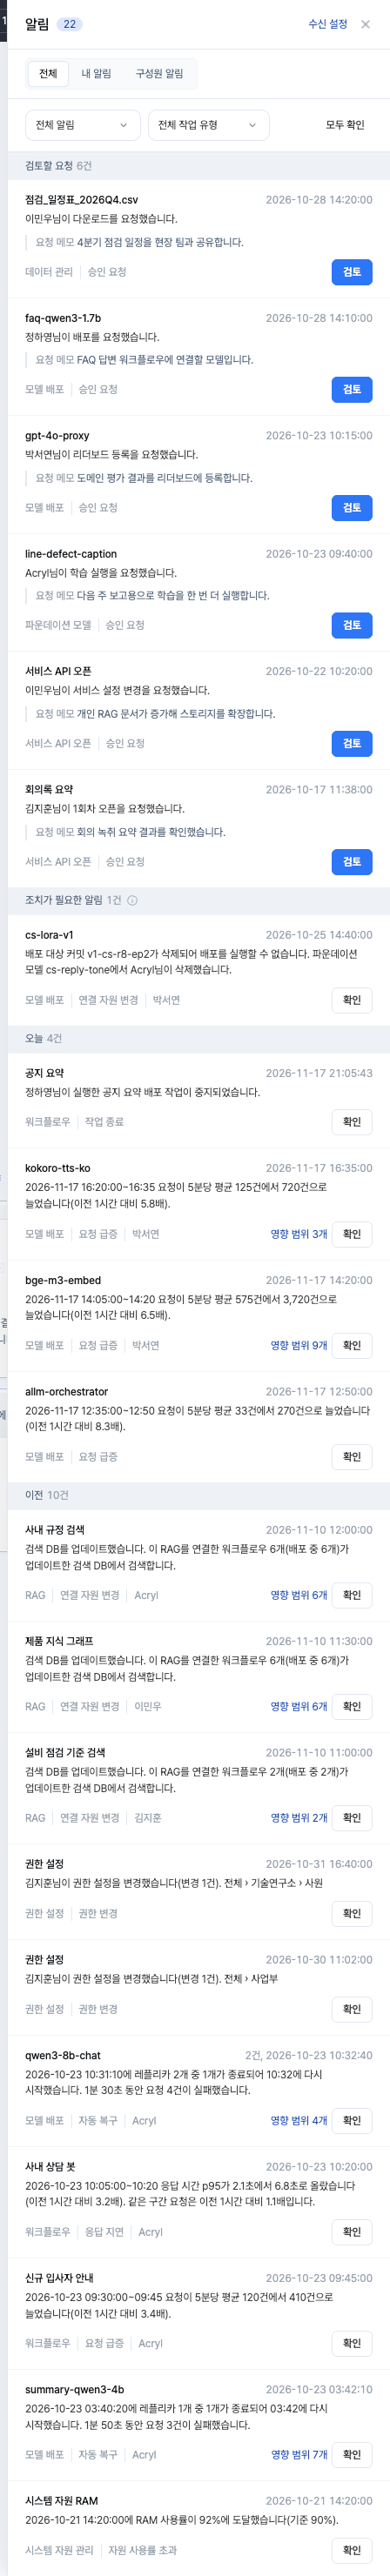 알림 22 수신 설정
전체 내 알림 구성원 알림
전체 알림 전체 작업 유형 모두 확인
검토할 요청 6건
점검_일정표_2026Q4.csv 2026-10-28 14:20:00
이민우님이 다운로드를 요청했습니다.
요청 메모 4분기 점검 일정을 현장 팀과 공유합니다.
데이터 관리 승인 요청 검토
faq-qwen3-1.7b 2026-10-28 14:10:00
정하영님이 배포를 요청했습니다.
요청 메모 FAQ 답변 워크플로우에 연결할 모델입니다.
모델 배포 승인 요청 검토
gpt-4o-proxy 2026-10-23 10:15:00
박서연님이 리더보드 등록을 요청했습니다.
요청 메모 도메인 평가 결과를 리더보드에 등록합니다.
모델 배포 승인 요청 검토
line-defect-caption 2026-10-23 09:40:00
Acryl님이 학습 실행을 요청했습니다.
요청 메모 다음 주 보고용으로 학습을 한 번 더 실행합니다.
파운데이션 모델 승인 요청 검토
서비스 API 오픈 2026-10-22 10:20:00
이민우님이 서비스 설정 변경을 요청했습니다.
요청 메모 개인 RAG 문서가 증가해 스토리지를 확장합니다.
서비스 API 오픈 승인 요청 검토
회의록 요약 2026-10-17 11:38:00
김지훈님이 1회차 오픈을 요청했습니다.
요청 메모 회의 녹취 요약 결과를 확인했습니다.
서비스 API 오픈 승인 요청 검토
조치가 필요한 알림 1건
cs-lora-v1 2026-10-25 14:40:00
배포 대상 커밋 v1-cs-r8-ep2가 삭제되어 배포를 실행할 수 없습니다. 파운데이션
모델 cs-reply-tone에서 Acryl님이 삭제했습니다.
모델 배포 연결 자원 변경 박서연 확인
오늘 4건
공지 요약 2026-11-17 21:05:43
정하영님이 실행한 공지 요약 배포 작업이 중지되었습니다.
워크플로우 작업 종료 확인
kokoro-tts-ko 2026-11-17 16:35:00
2026-11-17 16:20:00~16:35 요청이 5분당 평균 125건에서 720건으로
늘었습니다(이전 1시간 대비 5.8배).
모델 배포 요청 급증 박서연 영향 범위 3개 확인
bge-m3-embed 2026-11-17 14:20:00
2026-11-17 14:05:00~14:20 요청이 5분당 평균 575건에서 3,720건으로
늘었습니다(이전 1시간 대비 6.5배).
모델 배포 요청 급증 박서연 영향 범위 9개 확인
allm-orchestrator 2026-11-17 12:50:00
2026-11-17 12:35:00~12:50 요청이 5분당 평균 33건에서 270건으로 늘었습니다
(이전 1시간 대비 8.3배).
모델 배포 요청 급증 확인
이전 10건
사내 규정 검색 2026-11-10 12:00:00
검색 DB를 업데이트했습니다. 이 RAG를 연결한 워크플로우 6개(배포 중 6개)가
업데이트한 검색 DB에서 검색합니다.
RAG 연결 자원 변경 Acryl 영향 범위 6개 확인
제품 지식 그래프 2026-11-10 11:30:00
검색 DB를 업데이트했습니다. 이 RAG를 연결한 워크플로우 6개(배포 중 6개)가
업데이트한 검색 DB에서 검색합니다.
RAG 연결 자원 변경 이민우 영향 범위 6개 확인
설비 점검 기준 검색 2026-11-10 11:00:00
검색 DB를 업데이트했습니다. 이 RAG를 연결한 워크플로우 2개(배포 중 2개)가
업데이트한 검색 DB에서 검색합니다.
RAG 연결 자원 변경 김지훈 영향 범위 2개 확인
권한 설정 2026-10-31 16:40:00
김지훈님이 권한 설정을 변경했습니다(변경 1건). 전체 › 기술연구소 › 사원
권한 설정 권한 변경 확인
권한 설정 2026-10-30 11:02:00
김지훈님이 권한 설정을 변경했습니다(변경 1건). 전체 › 사업부
권한 설정 권한 변경 확인
qwen3-8b-chat 2건, 2026-10-23 10:32:40
2026-10-23 10:31:10에 레플리카 2개 중 1개가 종료되어 10:32에 다시
시작했습니다. 1분 30초 동안 요청 4건이 실패했습니다.
모델 배포 자동 복구 Acryl 영향 범위 4개 확인
사내 상담 봇 2026-10-23 10:20:00
2026-10-23 10:05:00~10:20 응답 시간 p95가 2.1초에서 6.8초로 올랐습니다
(이전 1시간 대비 3.2배). 같은 구간 요청은 이전 1시간 대비 1.1배입니다.
워크플로우 응답 지연 Acryl 확인
신규 입사자 안내 2026-10-23 09:45:00
2026-10-23 09:30:00~09:45 요청이 5분당 평균 120건에서 410건으로
늘었습니다(이전 1시간 대비 3.4배).
워크플로우 요청 급증 Acryl 확인
summary-qwen3-4b 2026-10-23 03:42:10
2026-10-23 03:40:20에 레플리카 1개 중 1개가 종료되어 03:42에 다시
시작했습니다. 1분 50초 동안 요청 3건이 실패했습니다.
모델 배포 자동 복구 Acryl 영향 범위 7개 확인
시스템 자원 RAM 2026-10-21 14:20:00
2026-10-21 14:20:00에 RAM 사용률이 92%에 도달했습니다(기준 90%).
시스템 자원 관리 자원 사용률 초과 확인